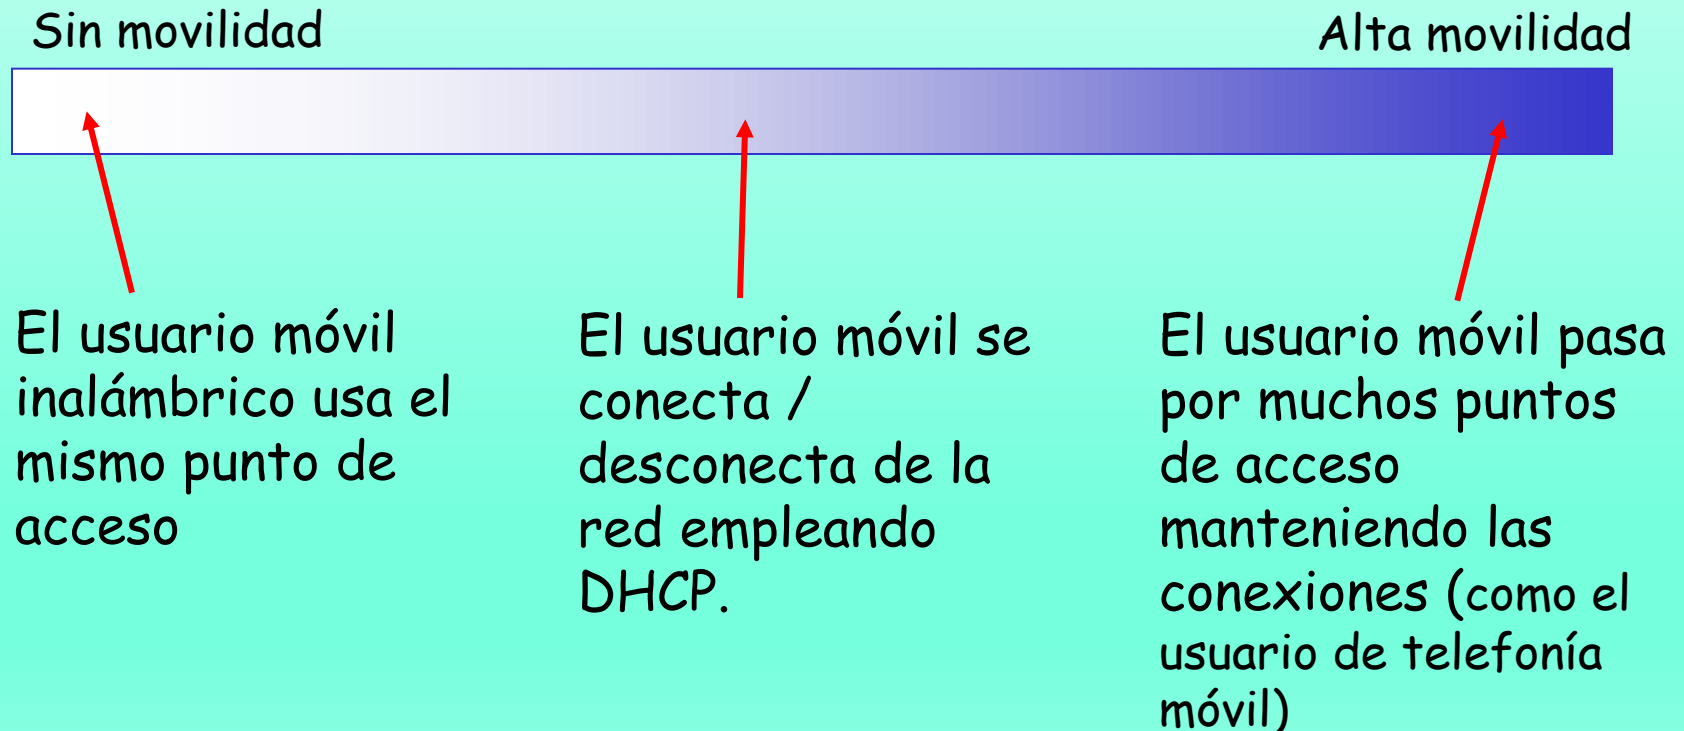 Sin movilidad
Alta movilidad
El usuario móvil
inalámbrico usa el
mismo punto de
acceso
El usuario móvil se
conecta /
desconecta de la
red empleando
DHCP.
El usuario móvil pasa
por muchos puntos
de acceso
manteniendo las
conexiones (como el
usuario de telefonía
móvil)